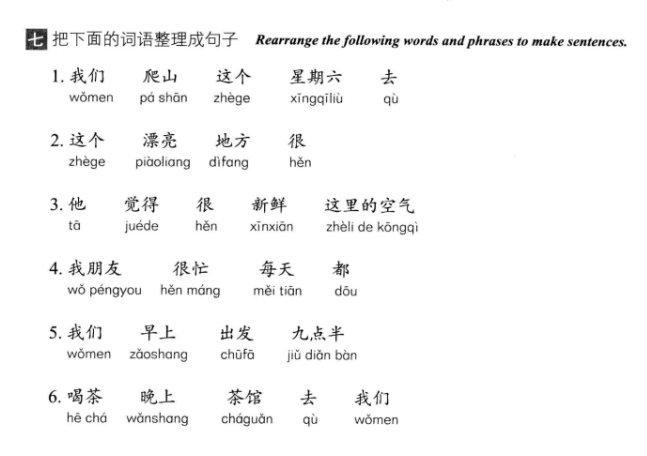 七 把下面的词语整理成句子 Rearrange the following words and phrases to make sentences.
1. 我们 爬山 这个 星期六 去
wǒmen pá shān zhège xīngqīliù qù
2. 这个 漂亮 地方 很
zhège piàoliang dìfang hěn
3. 他 觉得 很 新鲜 这里的空气
tā juéde hěn xīnxiān zhèli de kōngqì
4. 我朋友 很忙 每天 都
wǒ péngyou hěn máng měi tiān dōu
5. 我们 早上 出发 九点半
wǒmen zǎoshang chūfā jiǔ diǎn bàn
6. 喝茶 晚上 茶馆 去 我们
hē chá wǎnshang cháguǎn qù wǒmen